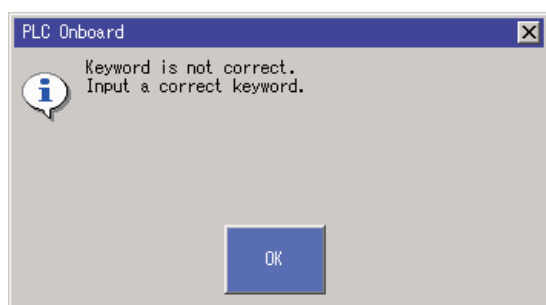 PLC Onboard
Keyword is not correct.
Input a correct keyword.
OK